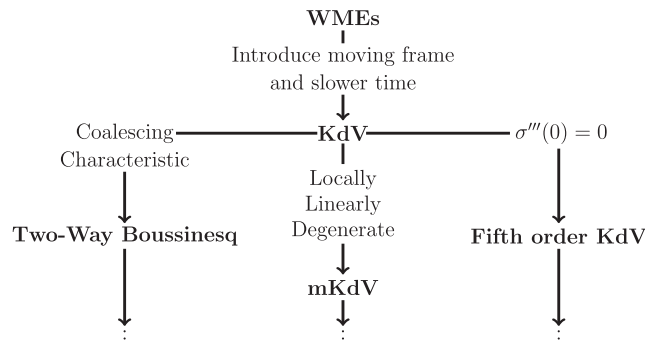 WMEs
Introduce moving frame
and slower time
Coalescing
Characteristic
KdV
σ′′′(0) = 0
Locally
Linearly
Degenerate
Two-Way Boussinesq
Fifth order KdV
mKdV
⋮ ⋮ ⋮